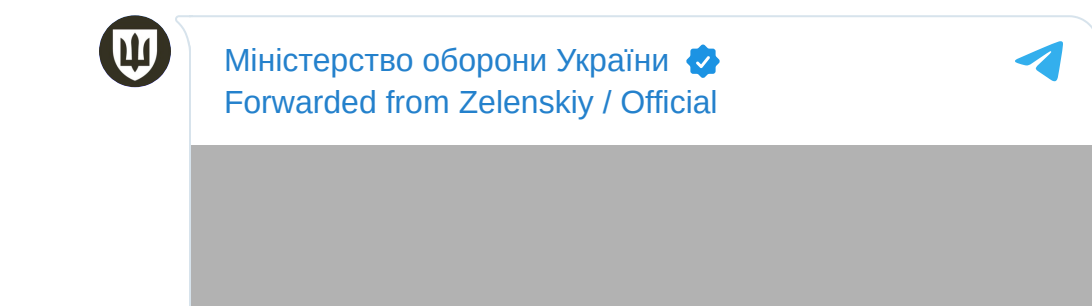 Міністерство оборони України
Forwarded from Zelenskiy / Official